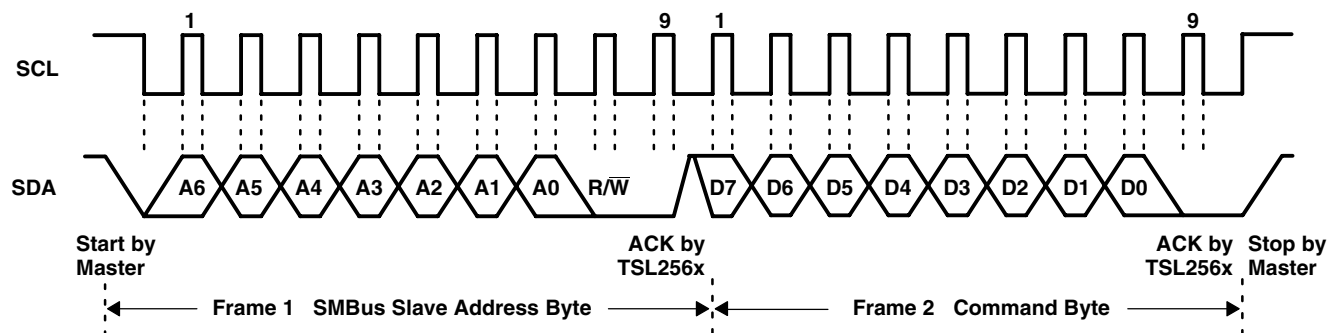 1 9 1 9
SCL
SDA A6 A5 A4 A3 A2 A1 A0 R/W̅ D7 D6 D5 D4 D3 D2 D1 D0
Start by
Master
ACK by
TSL256x
ACK by
TSL256x
Stop by
Master
Frame 1 SMBus Slave Address Byte
Frame 2 Command Byte